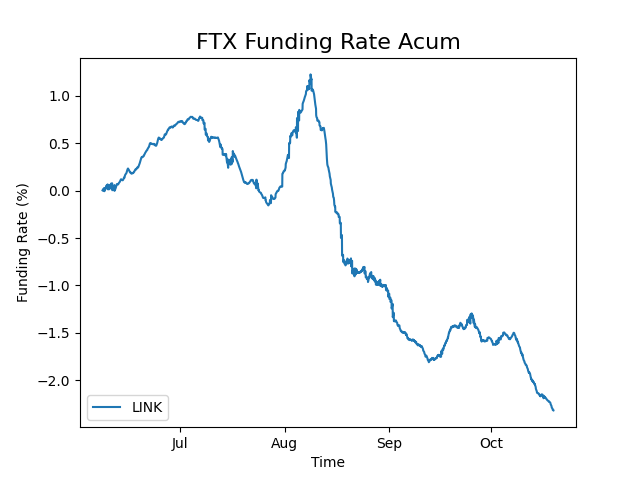 FTX Funding Rate Acum
Funding Rate (%)
1.0
0.5
0.0
−0.5
−1.0
−1.5
−2.0
LINK
Jul Aug Sep Oct
Time